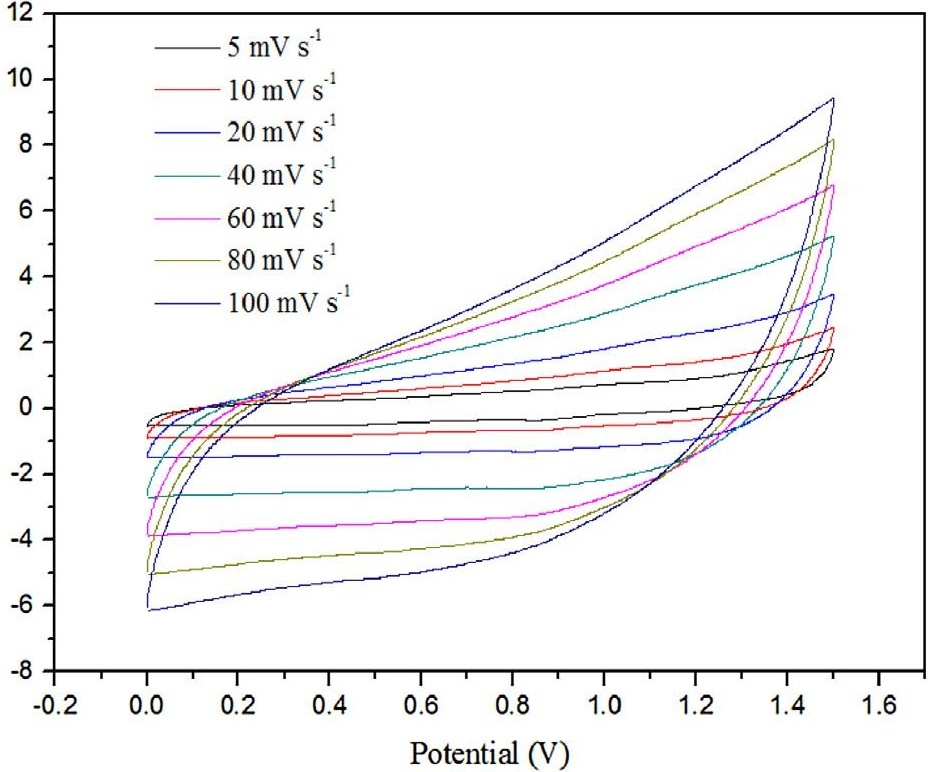 12
10
8
6
4
2
0
-2
-4
-6
-8
5 mV s⁻¹
10 mV s⁻¹
20 mV s⁻¹
40 mV s⁻¹
60 mV s⁻¹
80 mV s⁻¹
100 mV s⁻¹
-0.2 0.0 0.2 0.4 0.6 0.8 1.0 1.2 1.4 1.6
Potential (V)